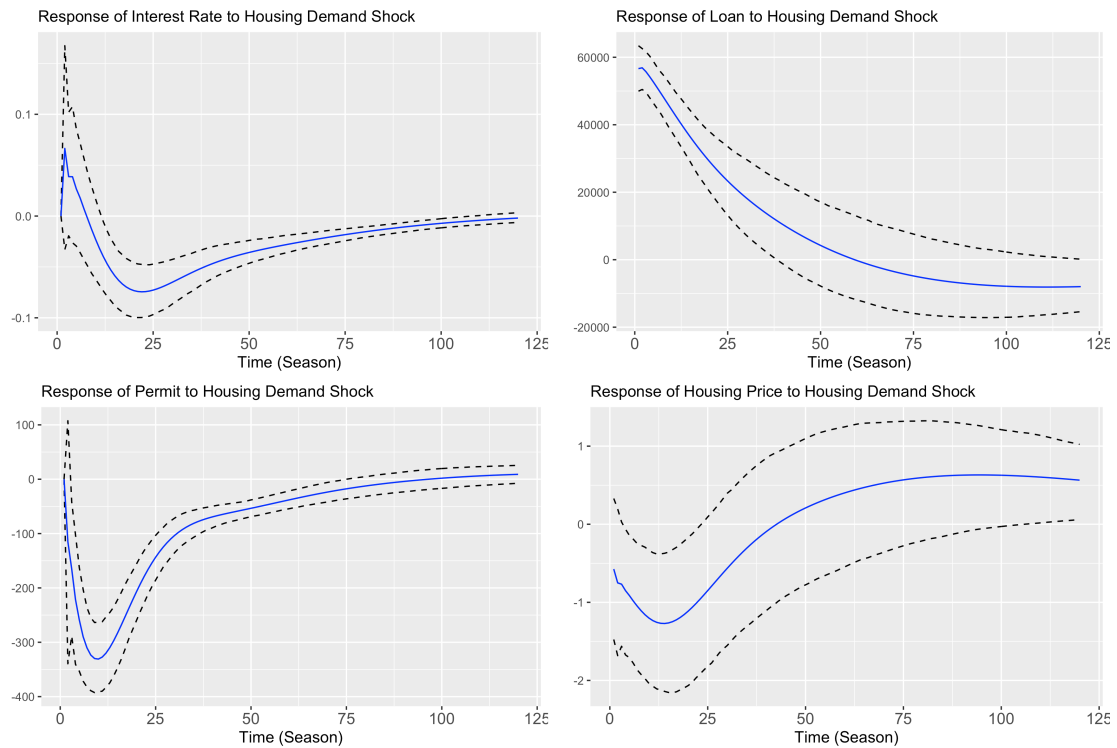 Response of Interest Rate to Housing Demand Shock
0.1
0.0
-0.1
0 25 50 75 100 125
Time (Season)
Response of Loan to Housing Demand Shock
60000
40000
20000
0
-20000
0 25 50 75 100 125
Time (Season)
Response of Permit to Housing Demand Shock
100
0
-100
-200
-300
-400
0 25 50 75 100 125
Time (Season)
Response of Housing Price to Housing Demand Shock
1
0
-1
-2
0 25 50 75 100 125
Time (Season)